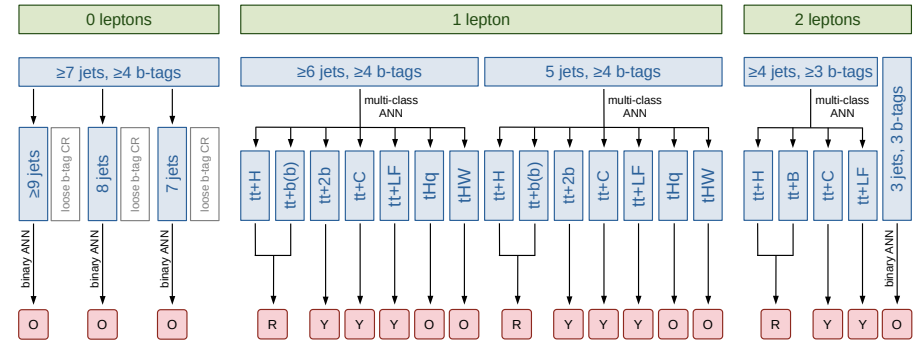 0 leptons
1 lepton
2 leptons
≥7 jets, ≥4 b-tags
≥6 jets, ≥4 b-tags
5 jets, ≥4 b-tags
≥4 jets, ≥3 b-tags
3 jets, 3 b-tags
multi-class
ANN
multi-class
ANN
multi-class
ANN
≥9 jets
loose b-tag CR
8 jets
loose b-tag CR
7 jets
loose b-tag CR
tt+H
tt+b(b)
tt+2b
tt+C
tt+LF
tHq
tHW
tt+H
tt+b(b)
tt+2b
tt+C
tt+LF
tHq
tHW
tt+H
tt+B
tt+C
tt+LF
binary ANN
binary ANN
binary ANN
binary ANN
O
O
O
R
Y
Y
Y
O
O
R
Y
Y
Y
O
O
R
Y
Y
O